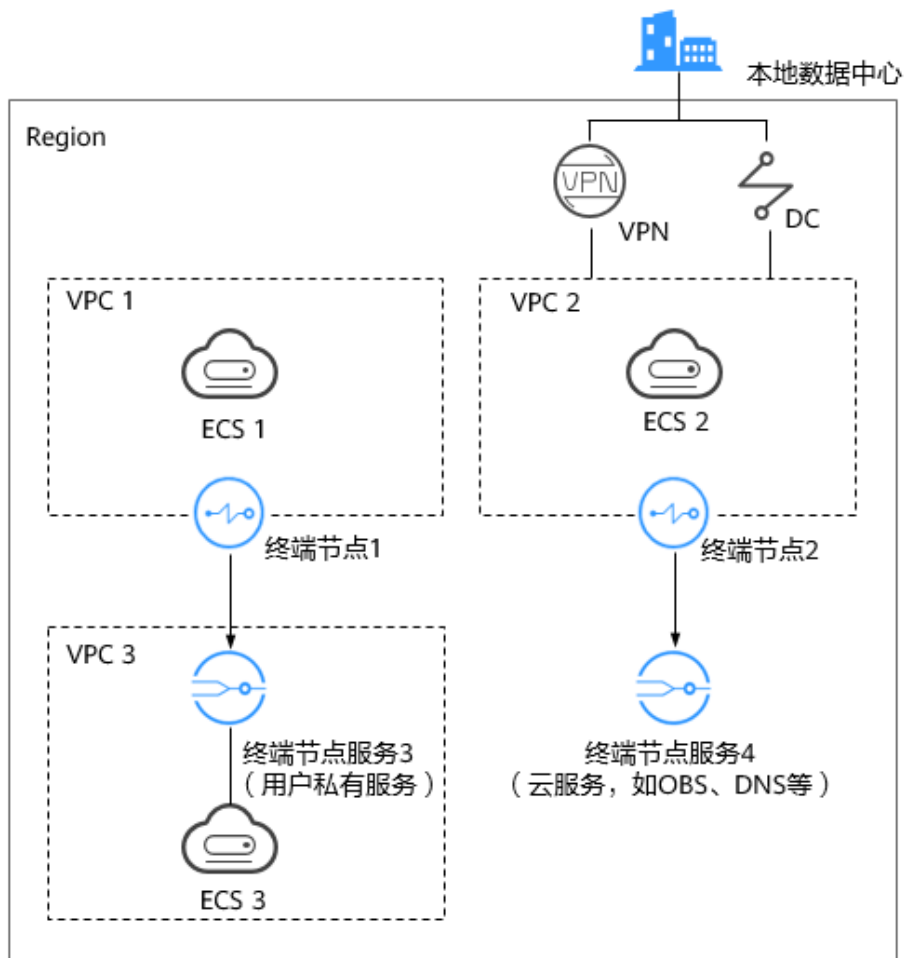 本地数据中心
Region
VPN
VPN
DC
VPC 1
VPC 2
ECS 1
ECS 2
终端节点1
终端节点2
VPC 3
终端节点服务3
（用户私有服务）
终端节点服务4
（云服务，如OBS、DNS等）
ECS 3